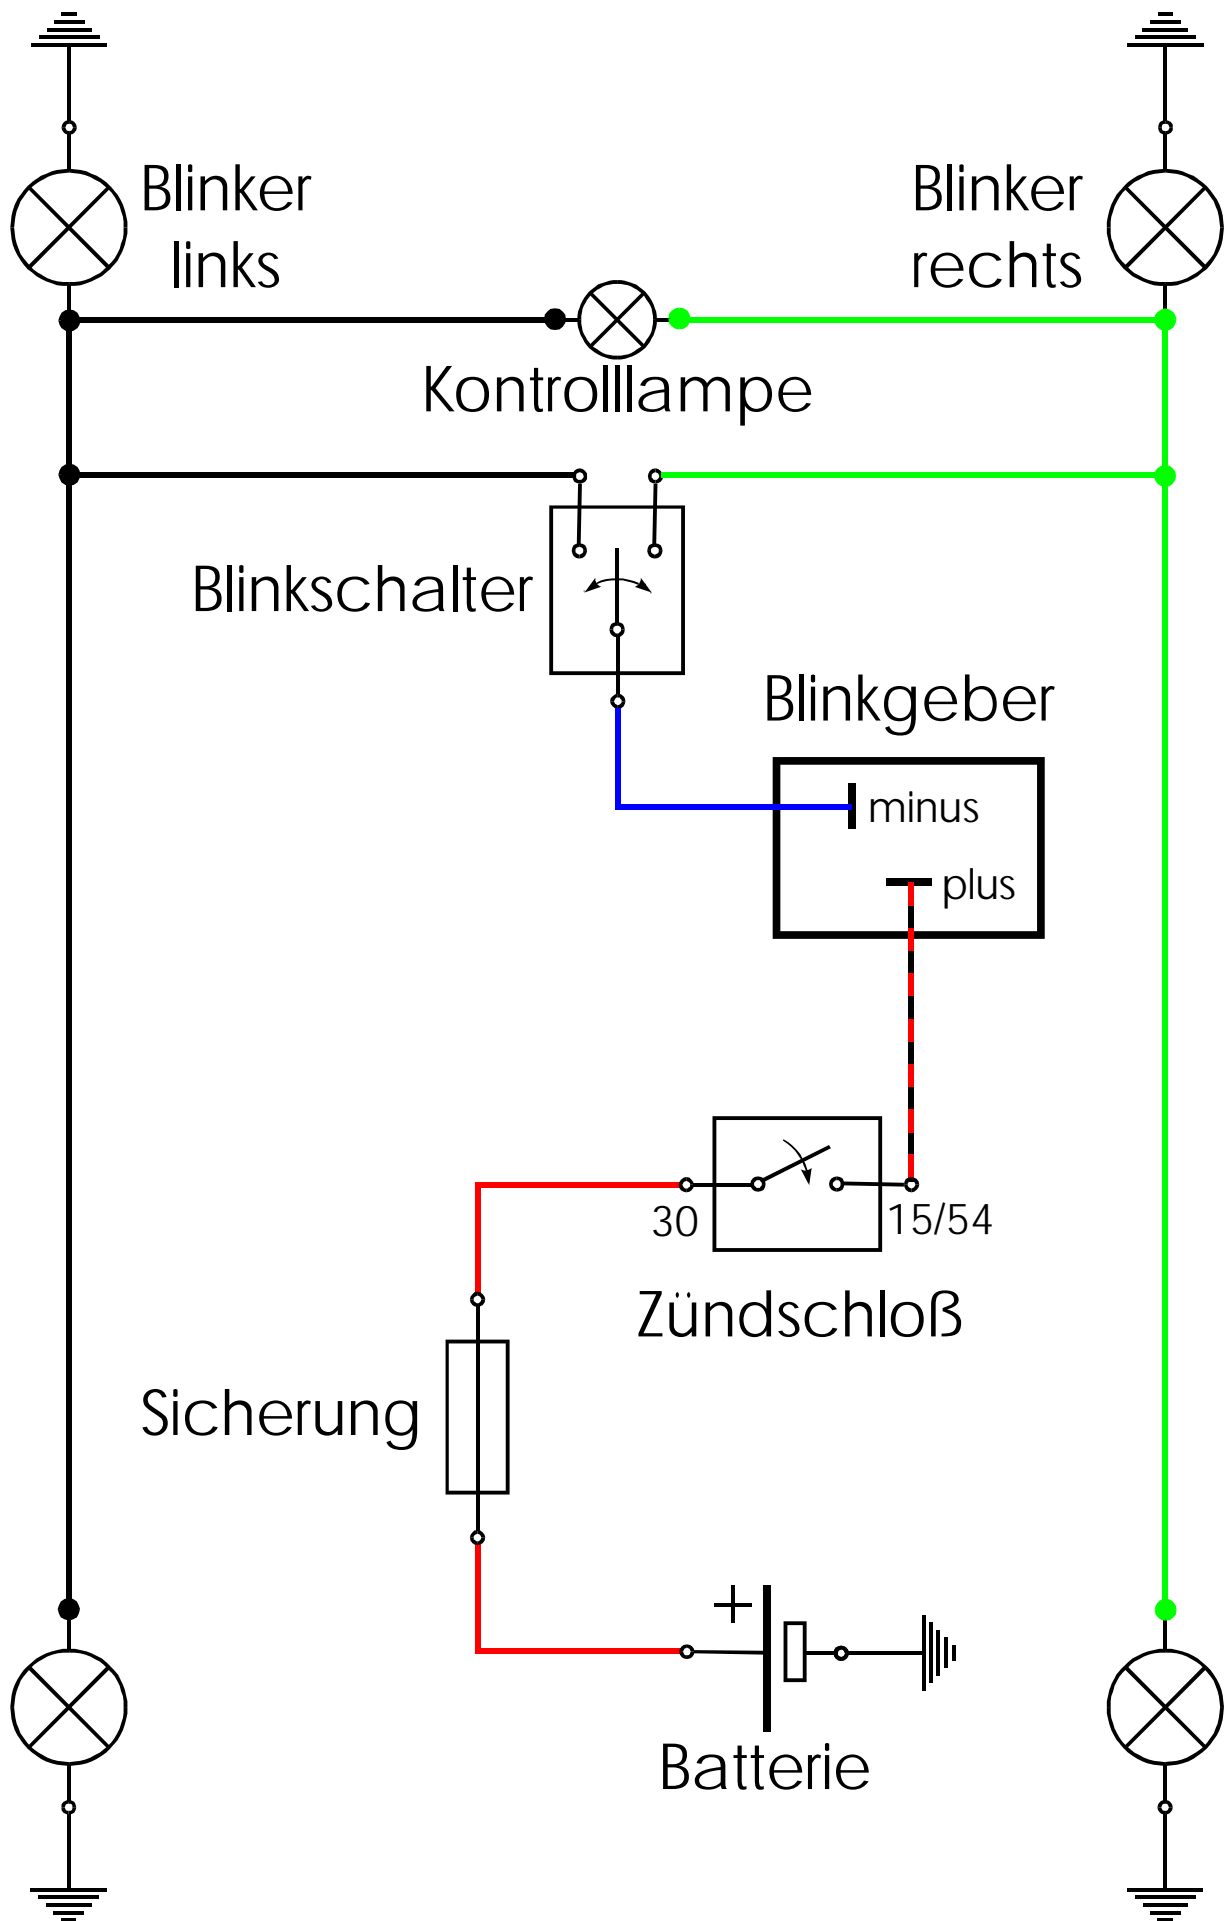 Blinker
links
Blinker
rechts
Kontrolllampe
Blinkschalter
Blinkgeber
minus
plus
30
15/54
Zündschloß
Sicherung
+
Batterie